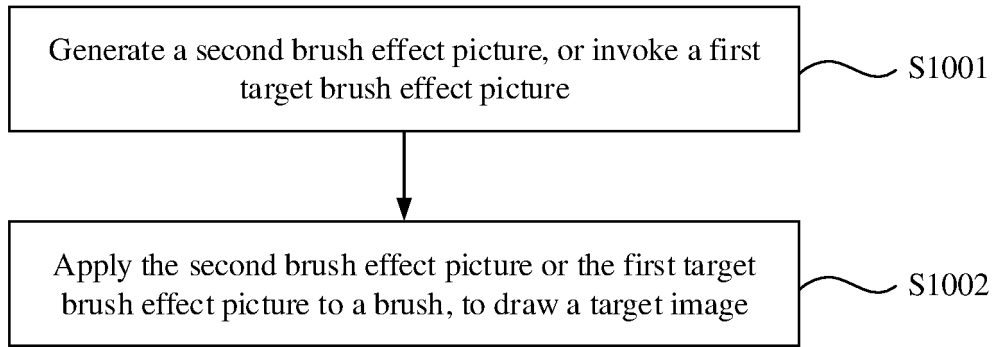 Generate a second brush effect picture, or invoke a first
target brush effect picture
S1001
Apply the second brush effect picture or the first target
brush effect picture to a brush, to draw a target image
S1002